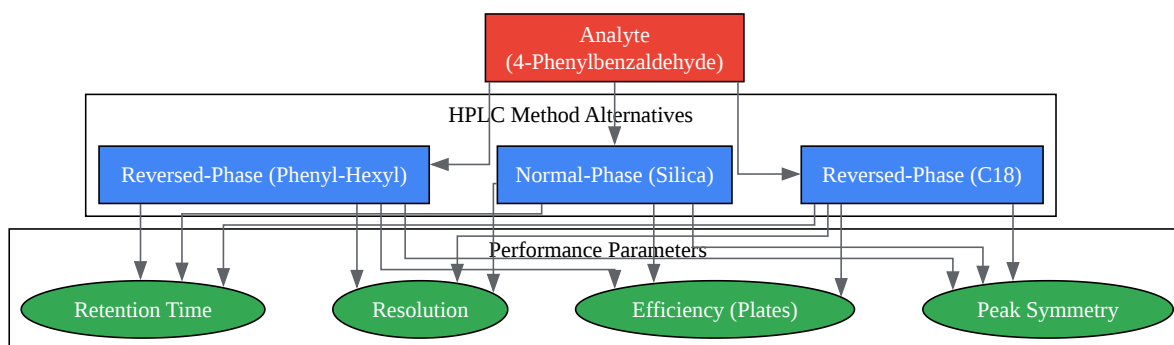 Analyte
(4-Phenylbenzaldehyde)
HPLC Method Alternatives
Reversed-Phase (Phenyl-Hexyl)
Normal-Phase (Silica)
Reversed-Phase (C18)
Performance Parameters
Retention Time
Resolution
Efficiency (Plates)
Peak Symmetry